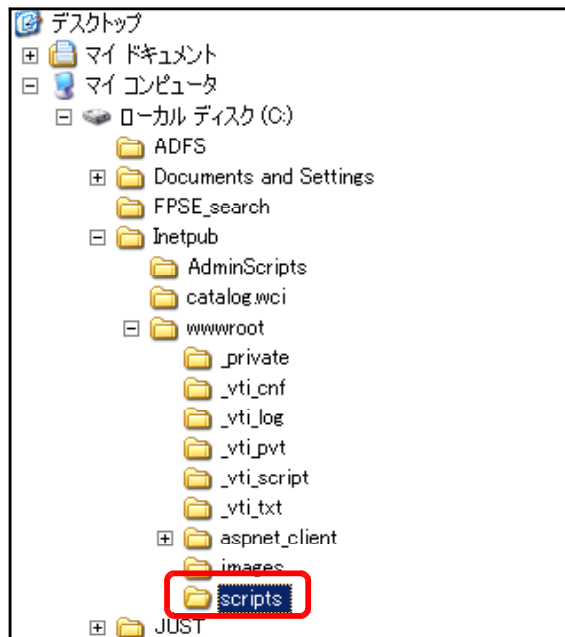 デスクトップ
マイ ドキュメント
マイ コンピュータ
ローカル ディスク (C:)
ADFS
Documents and Settings
FPSE_search
Inetpub
AdminScripts
catalog.wci
wwwroot
_private
_vti_cnf
_vti_log
_vti_pvt
_vti_script
_vti_txt
aspnet_client
images
scripts
JUST